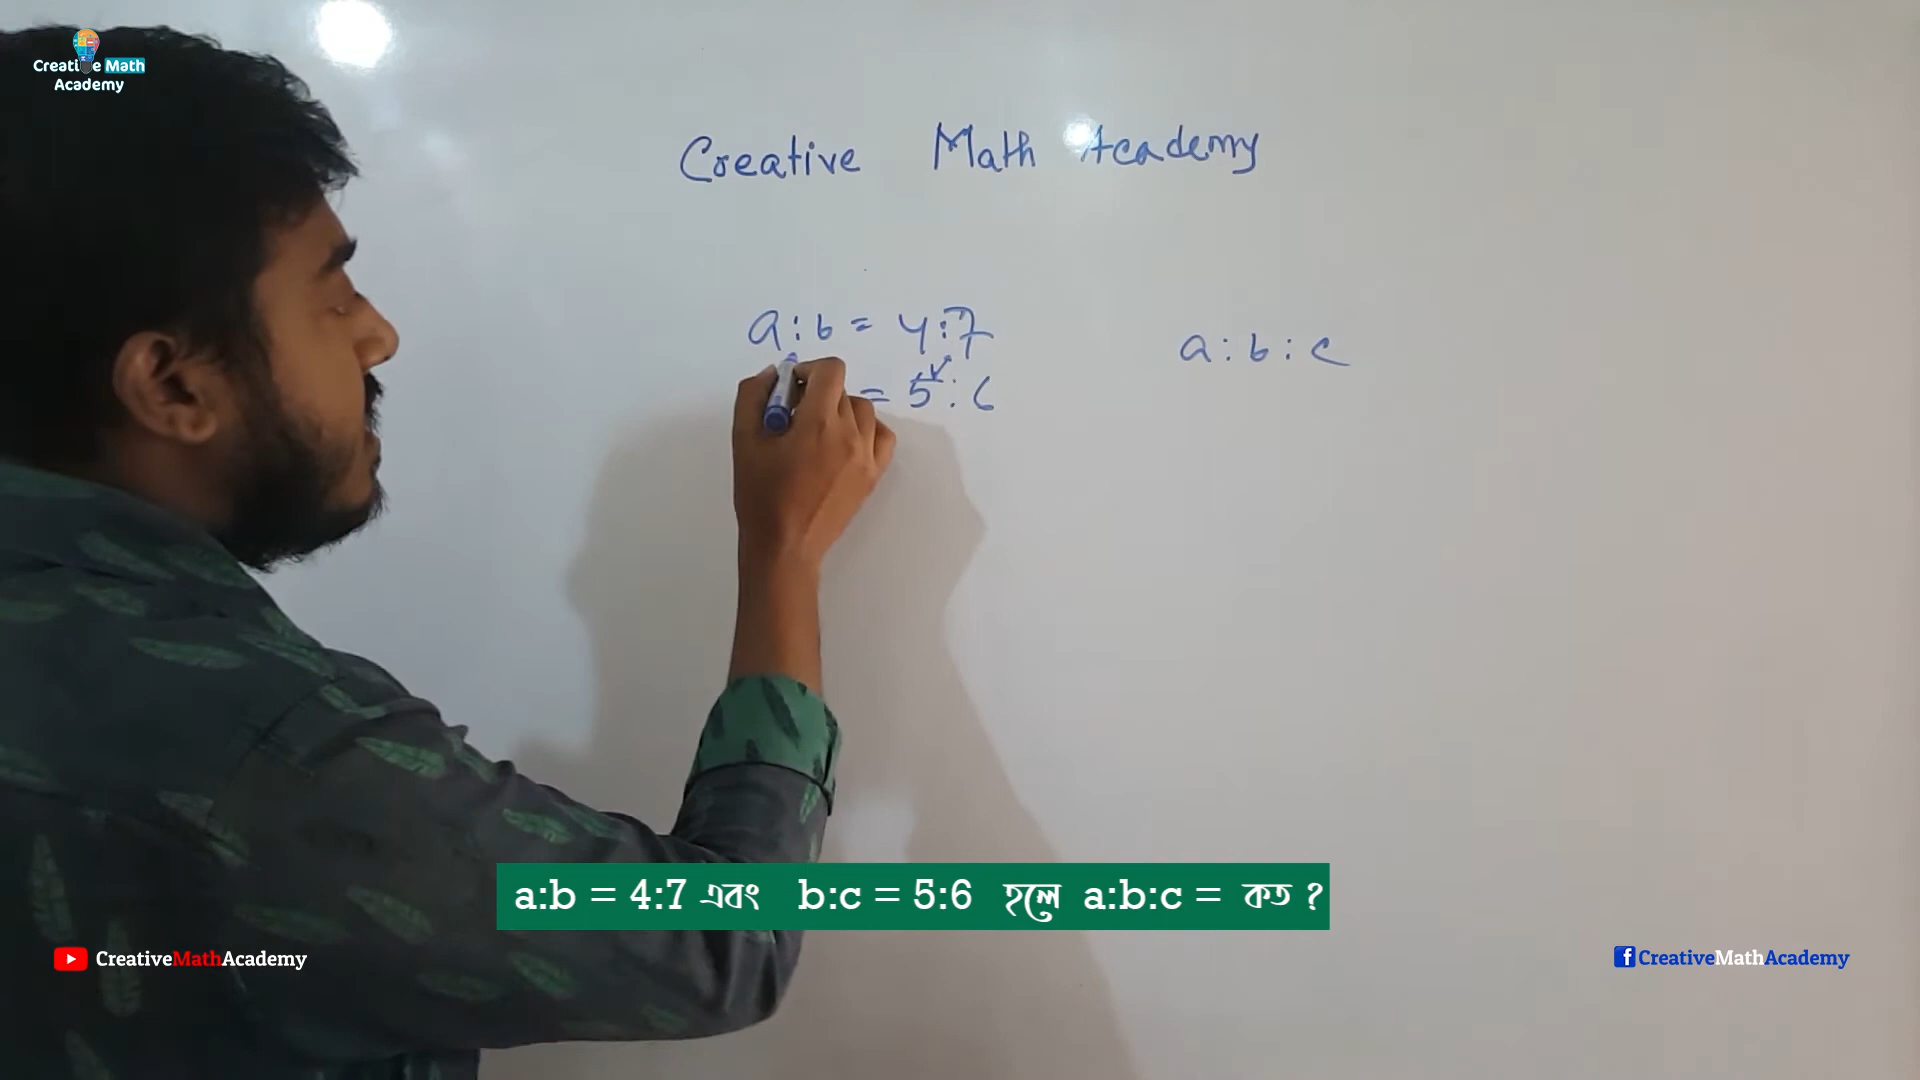 Creative Math
Academy
Creative Math Academy
a:b = 4:7
a:b:c
= 5:6
a:b = 4:7 এবং b:c = 5:6 হলে a:b:c = কত ?
CreativeMathAcademy
CreativeMathAcademy